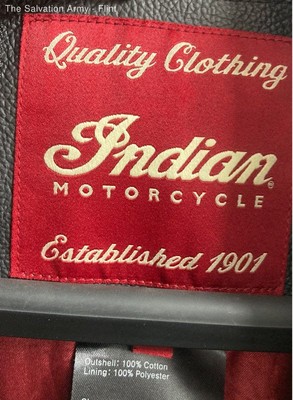 The Salvation Army - Flint
Quality Clothing
Indian®
MOTORCYCLE
Established 1901
Outshell: 100% Cotton
Lining: 100% Polyester